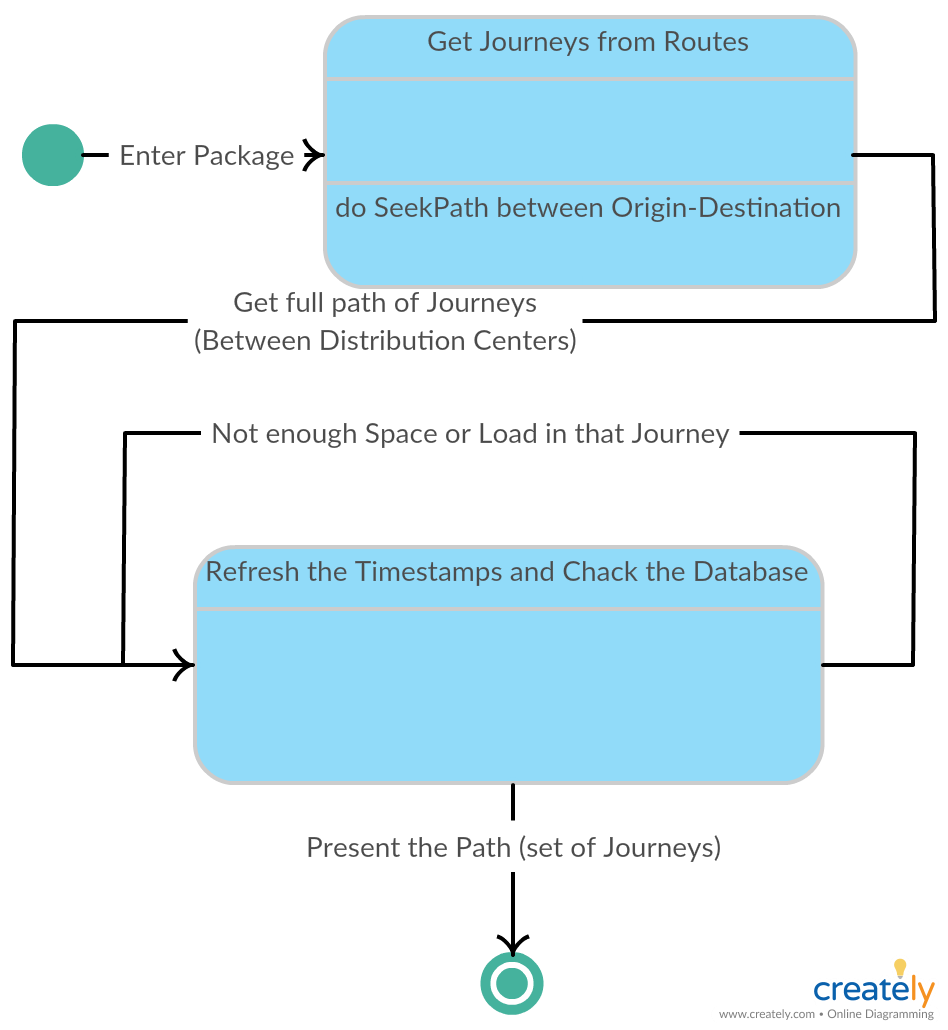 Get Journeys from Routes
Enter Package
do SeekPath between Origin-Destination
Get full path of Journeys
(Between Distribution Centers)
Not enough Space or Load in that Journey
Refresh the Timestamps and Chack the Database
Present the Path (set of Journeys)
creately
www.creately.com • Online Diagramming